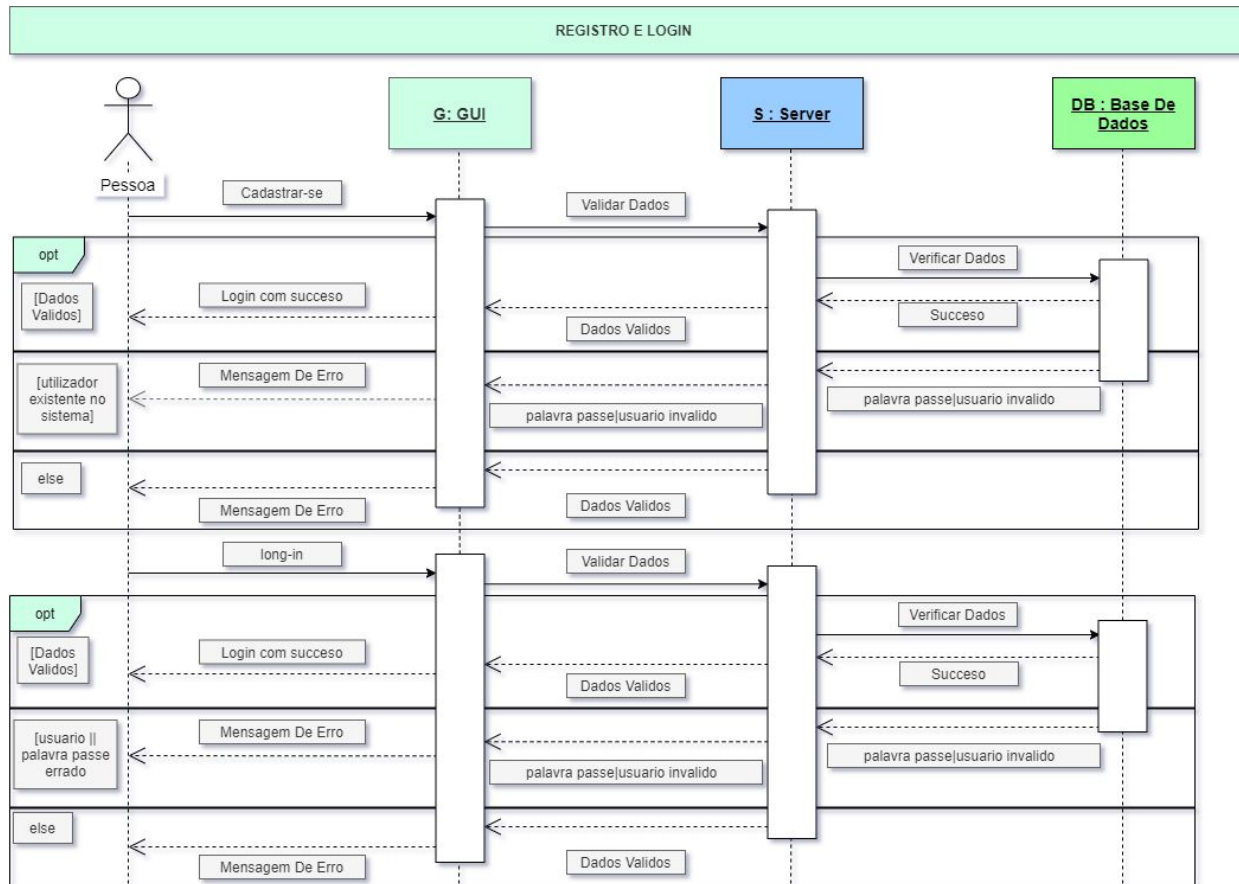 REGISTRO E LOGIN
G: GUI
S : Server
DB : Base De
Dados
Pessoa
Cadastrar-se
Validar Dados
opt
Verificar Dados
[Dados
Validos]
Login com succeso
Dados Validos
Succeso
[utilizador
existente no
sistema]
Mensagem De Erro
palavra passe|usuario invalido
palavra passe|usuario invalido
else
Mensagem De Erro
Dados Validos
long-in
Validar Dados
opt
Verificar Dados
[Dados
Validos]
Login com succeso
Dados Validos
Succeso
[usuario ||
palavra passe
errado
Mensagem De Erro
palavra passe|usuario invalido
palavra passe|usuario invalido
else
Mensagem De Erro
Dados Validos